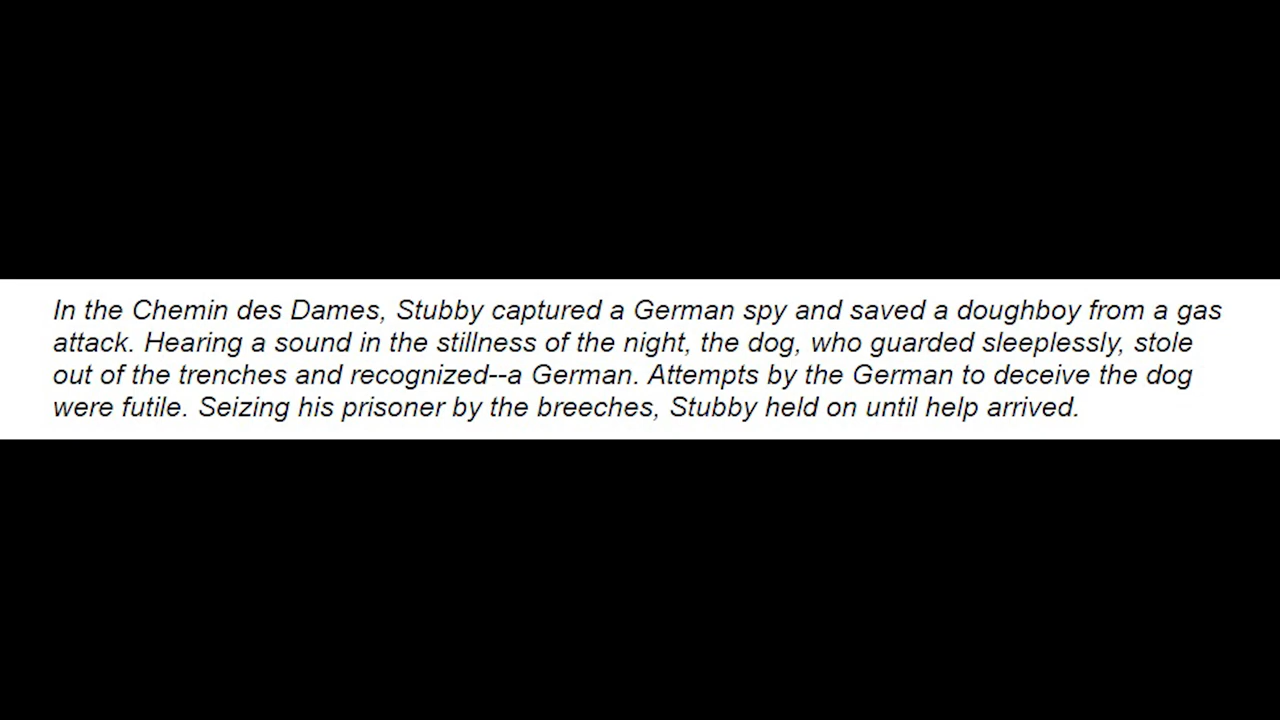 In the Chemin des Dames, Stubby captured a German spy and saved a doughboy from a gas
attack. Hearing a sound in the stillness of the night, the dog, who guarded sleeplessly, stole
out of the trenches and recognized--a German. Attempts by the German to deceive the dog
were futile. Seizing his prisoner by the breeches, Stubby held on until help arrived.